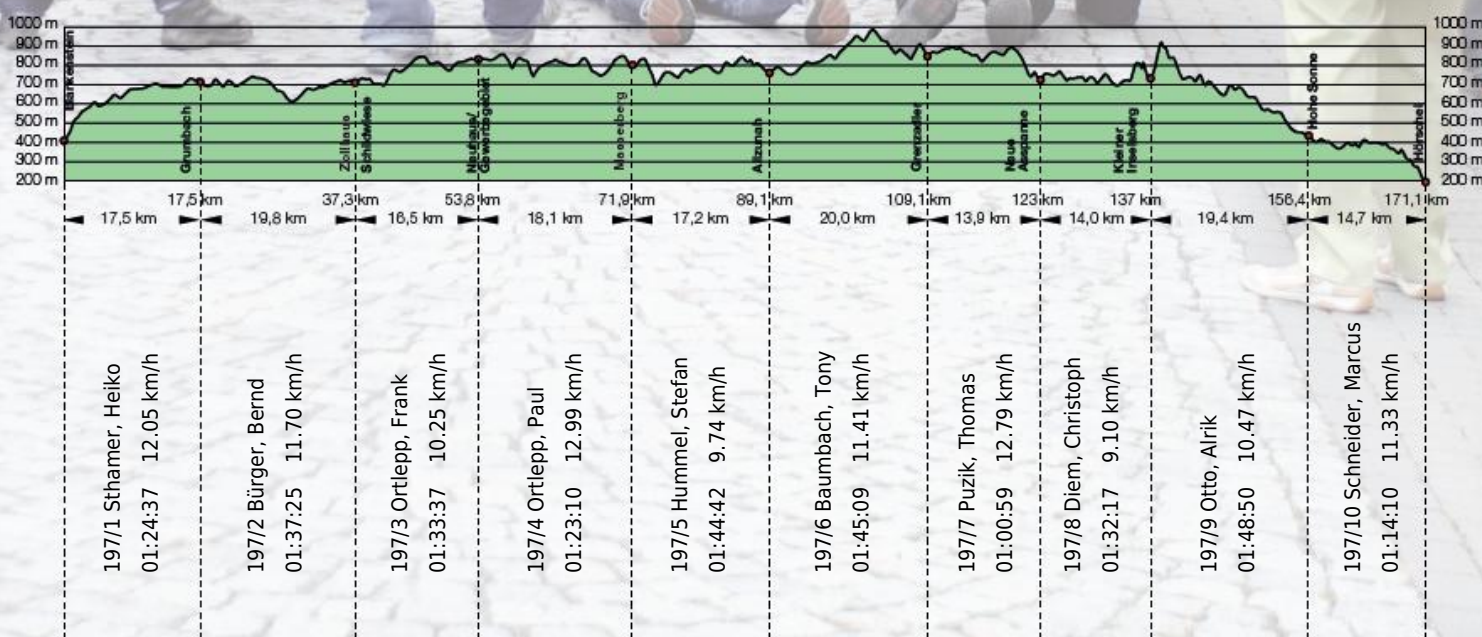 1000 m
900 m
800 m
700 m
600 m
500 m
400 m
300 m
200 m
1000 m
900 m
800 m
700 m
600 m
500 m
400 m
300 m
200 m
Blankenstein
Grumbach
Zollhaus
Schildwiese
Neuhaus/
Masserberg
Allzunah
Grenzadler
Neue
Ausspanne
Kleiner
Inselsberg
Hohe Sonne
Hörschel
17,5 km
37,3 km
53,8 km
71,9 km
89,1 km
109,1 km
123 km
137 km
156,4 km
171,1 km
17,5 km
19,8 km
16,5 km
18,1 km
17,2 km
20,0 km
13,9 km
14,0 km
19,4 km
14,7 km
197/1 Sthamer, Heiko
01:24:37 12.05 km/h
197/2 Bürger, Bernd
01:37:25 11.70 km/h
197/3 Ortlepp, Frank
01:33:37 10.25 km/h
197/4 Ortlepp, Paul
01:23:10 12.99 km/h
197/5 Hummel, Stefan
01:44:42 9.74 km/h
197/6 Baumbach, Tony
01:45:09 11.41 km/h
197/7 Puzik, Thomas
01:00:59 12.79 km/h
197/8 Diem, Christoph
01:32:17 9.10 km/h
197/9 Otto, Alrik
01:48:50 10.47 km/h
197/10 Schneider, Marcus
01:14:10 11.33 km/h